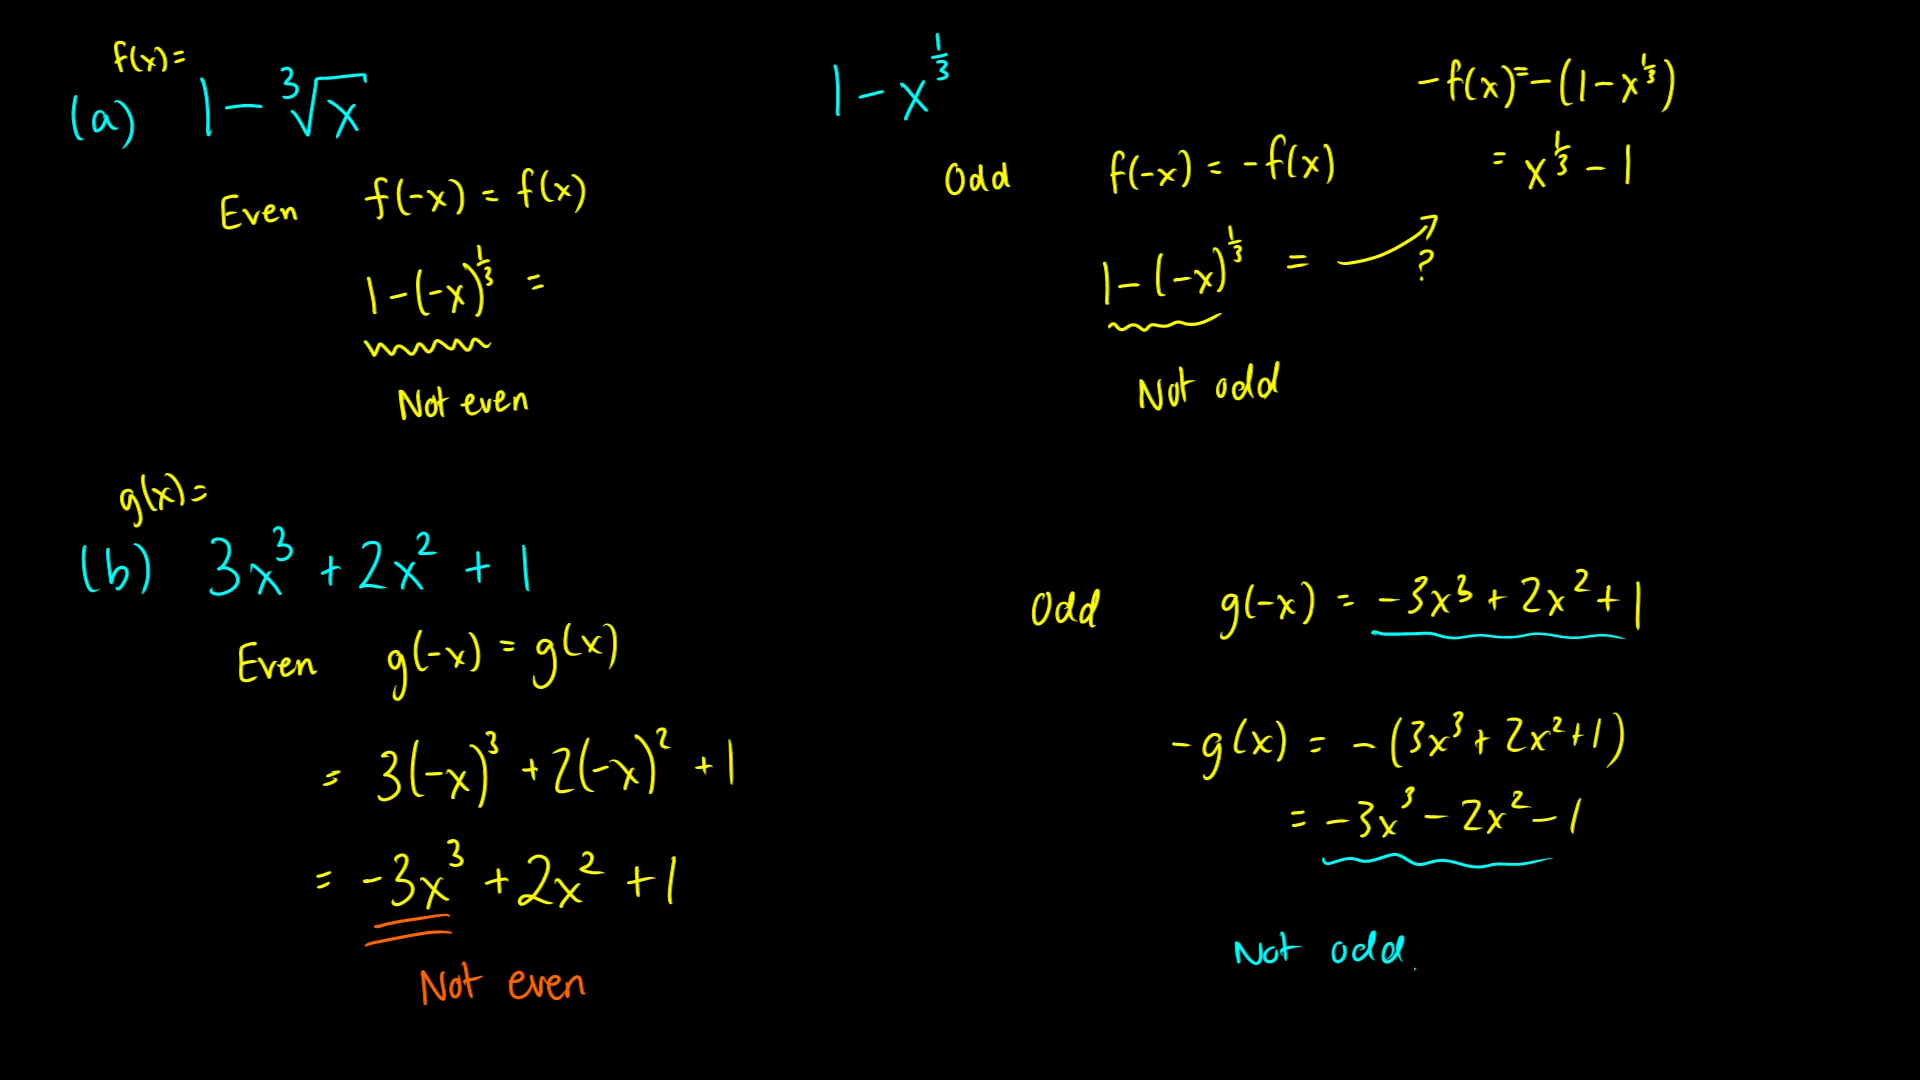 f(x)=
(a) 1 - ∛x
1 - x^(1/3)
-f(x) = -(1 - x^(1/3))
= x^(1/3) - 1
Even f(-x) = f(x)
1 - (-x)^(1/3) =
Not even
Odd f(-x) = -f(x)
1 - (-x)^(1/3) = ?
Not odd
g(x)=
(b) 3x³ + 2x² + 1
Even g(-x) = g(x)
= 3(-x)³ + 2(-x)² + 1
= -3x³ + 2x² + 1
Not even
Odd g(-x) = -3x³ + 2x² + 1
-g(x) = -(3x³ + 2x² + 1)
= -3x³ - 2x² - 1
Not odd.